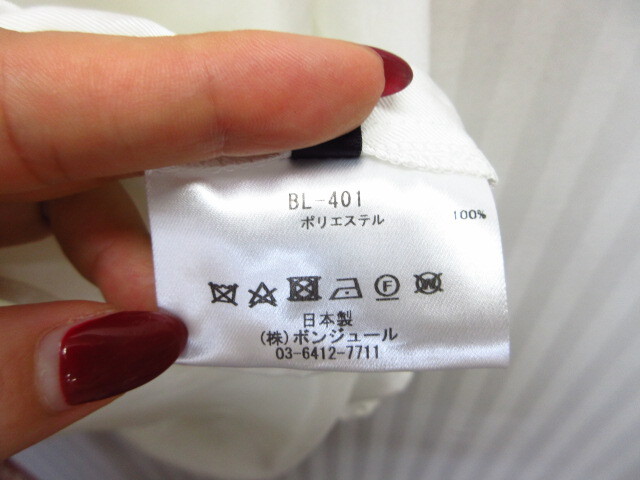 BL-401
ポリエステル 100%
F W
日本製
(株)ボンジュール
03-6412-7711